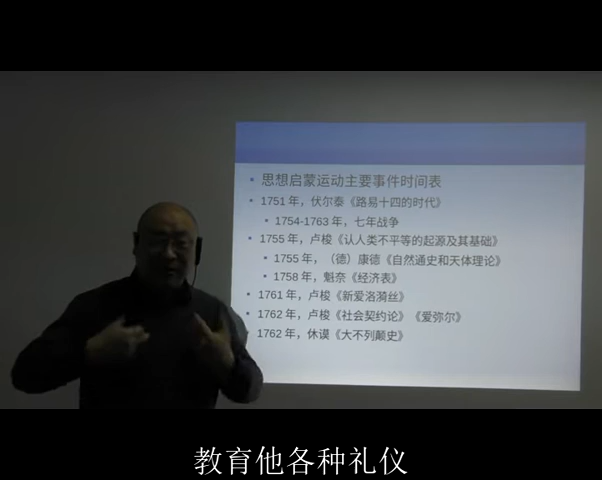 思想启蒙运动主要事件时间表
1751 年，伏尔泰《路易十四的时代》
1754-1763 年，七年战争
1755 年，卢梭《认人类不平等的起源及其基础》
1755 年，（德）康德《自然通史和天体理论》
1758 年，魁奈《经济表》
1761 年，卢梭《新爱洛漪丝》
1762 年，卢梭《社会契约论》《爱弥尔》
1762 年，休谟《大不列颠史》
教育他各种礼仪